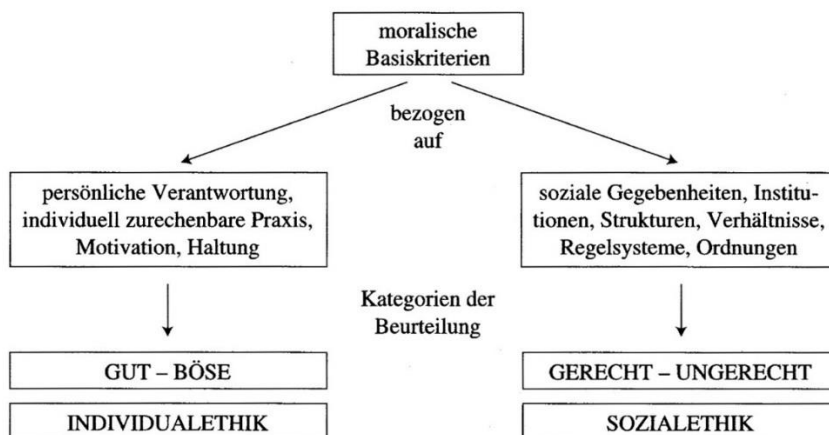 moralische
Basiskriterien
bezogen
auf
persönliche Verantwortung,
individuell zurechenbare Praxis,
Motivation, Haltung
soziale Gegebenheiten, Institu-
tionen, Strukturen, Verhältnisse,
Regelsysteme, Ordnungen
Kategorien der
Beurteilung
GUT – BÖSE
GERECHT – UNGERECHT
INDIVIDUALETHIK
SOZIALETHIK